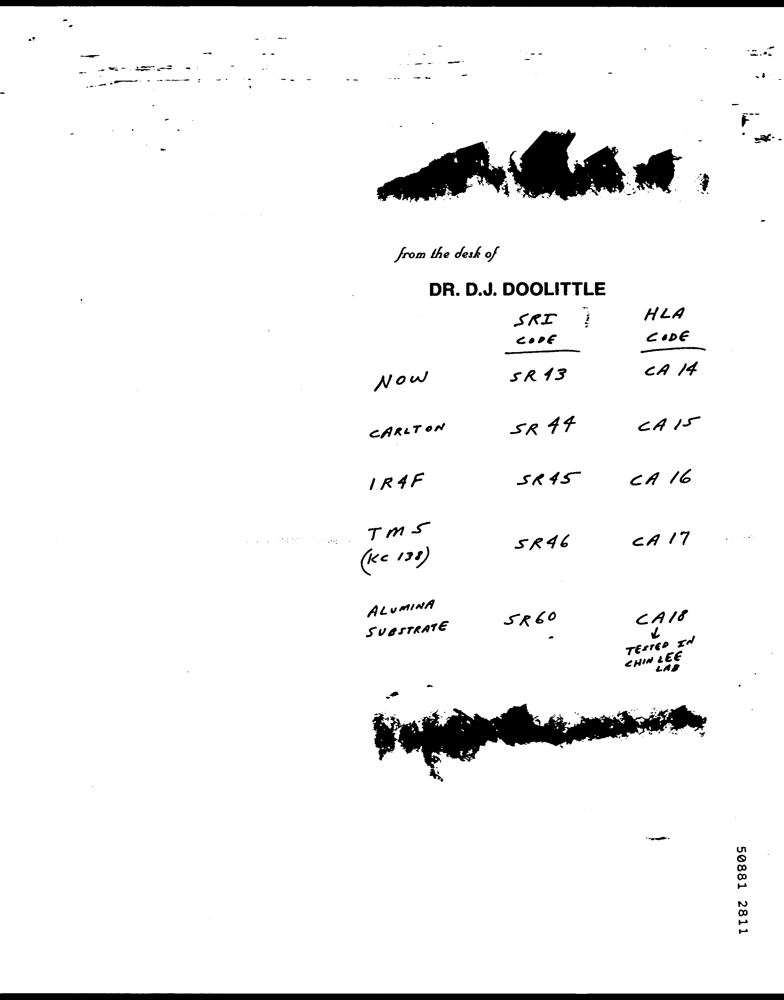 from the desk of
DR. D.J. DOOLITTLE
SRI HLA
CODE CODE
NOW SR 43 CA 14
CARLTON SR 44 CA 15
1R4F SR45 CA 16
TMS SR46 CA 17
(KC 138)
ALUMINA SR60 CA18
SUBSTRATE
↓
TESTED IN
CHIN LEE
LAB
50881 2811